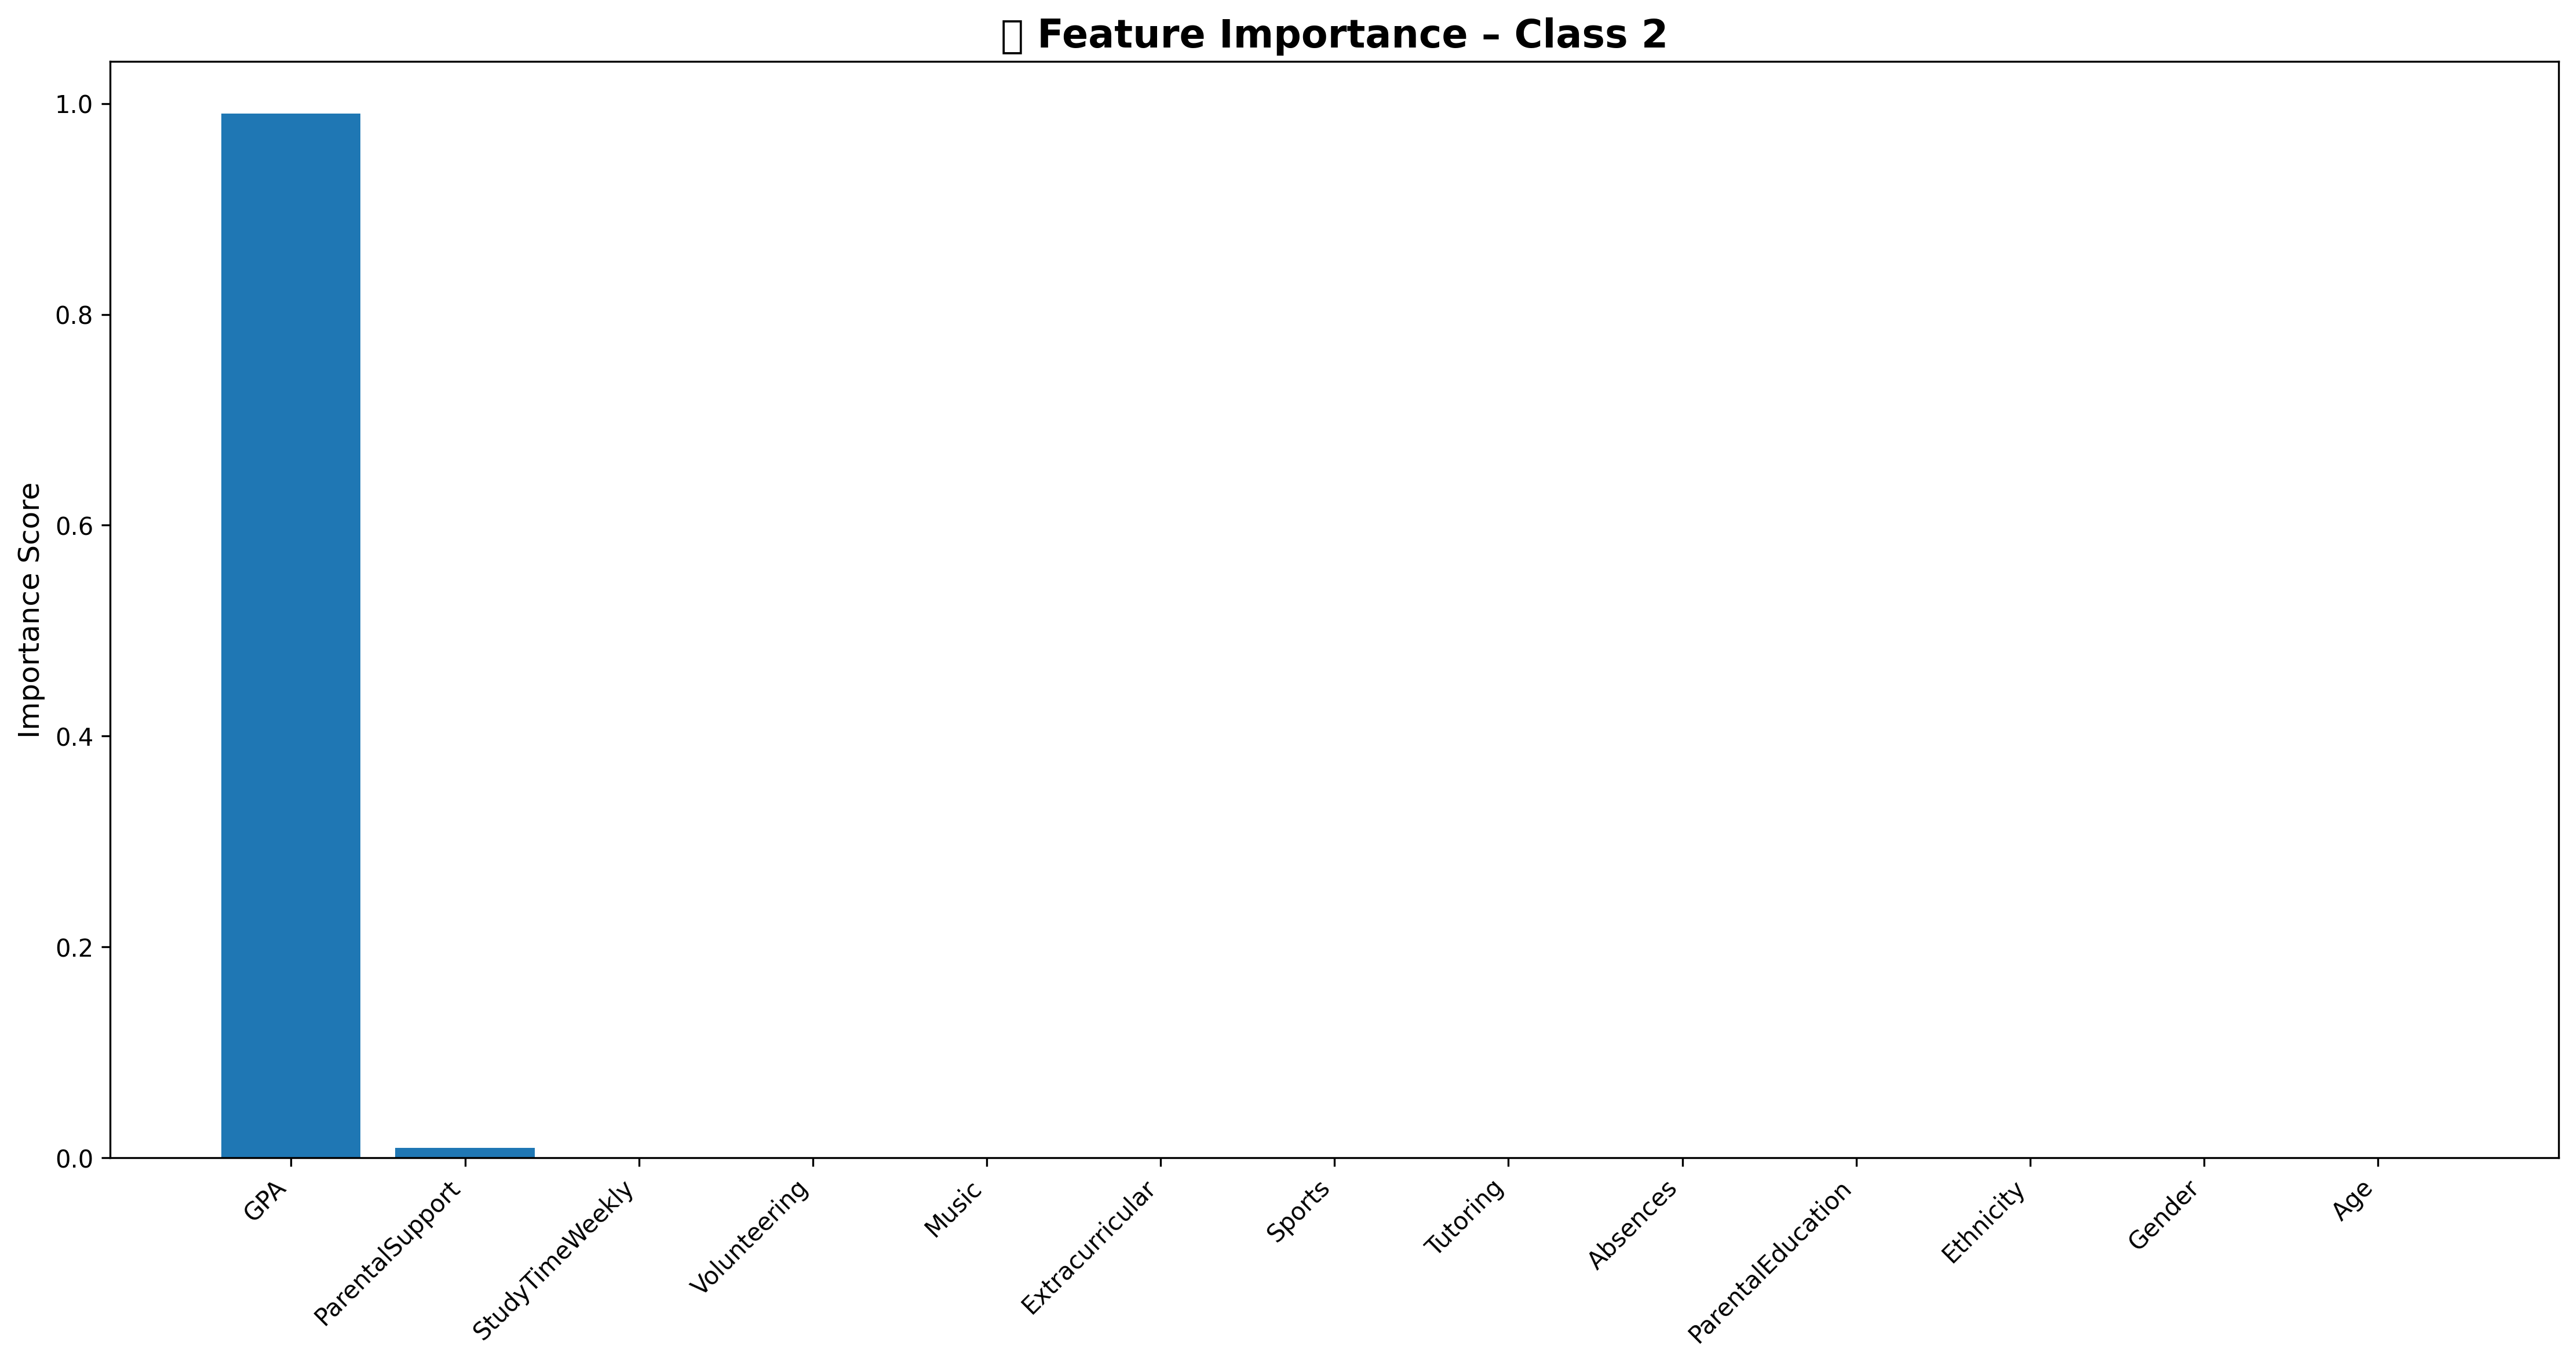 ▯ Feature Importance – Class 2
Importance Score
1.0
0.8
0.6
0.4
0.2
0.0
GPA
ParentalSupport
StudyTimeWeekly
Volunteering
Music
Extracurricular
Sports
Tutoring
Absences
ParentalEducation
Ethnicity
Gender
Age